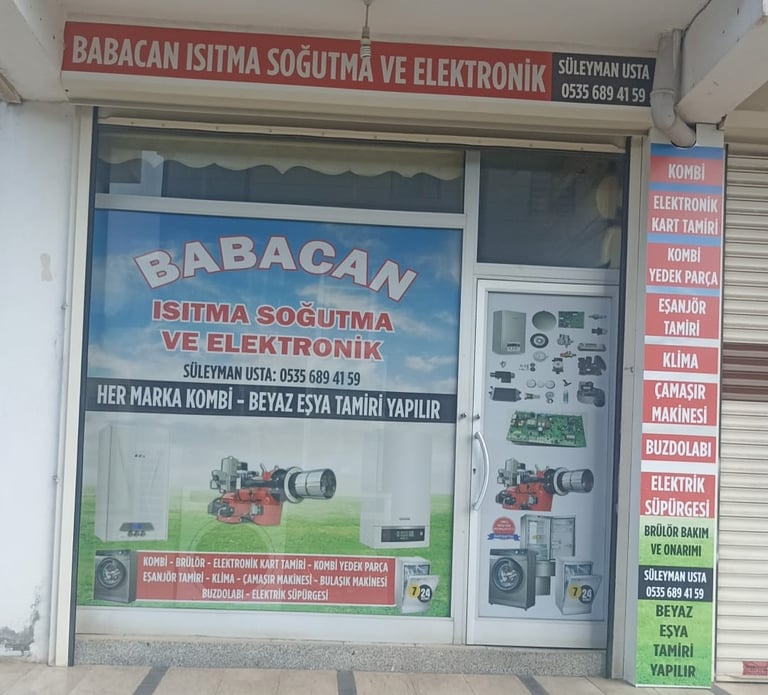 BABACAN ISITMA SOĞUTMA VE ELEKTRONİK
SÜLEYMAN USTA
0535 689 41 59
BABACAN
ISITMA SOĞUTMA
VE ELEKTRONİK
SÜLEYMAN USTA: 0535 689 41 59
HER MARKA KOMBİ - BEYAZ EŞYA TAMİRİ YAPILIR
KOMBİ - BRÜLÖR - ELEKTRONİK KART TAMİRİ - KOMBİ YEDEK PARÇA
EŞANJÖR TAMİRİ - KLİMA - ÇAMAŞIR MAKİNESİ - BULAŞIK MAKİNESİ
BUZDOLABI - ELEKTRİK SÜPÜRGESİ
7 24
7 24
KOMBİ
ELEKTRONİK
KART TAMİRİ
KOMBİ
YEDEK PARÇA
EŞANJÖR
TAMİRİ
KLİMA
ÇAMAŞIR
MAKİNESİ
BUZDOLABI
ELEKTRİK
SÜPÜRGESİ
BRÜLÖR BAKIM
VE ONARIMI
SÜLEYMAN USTA
0535 689 41 59
BEYAZ
EŞYA
TAMİRİ
YAPILIR